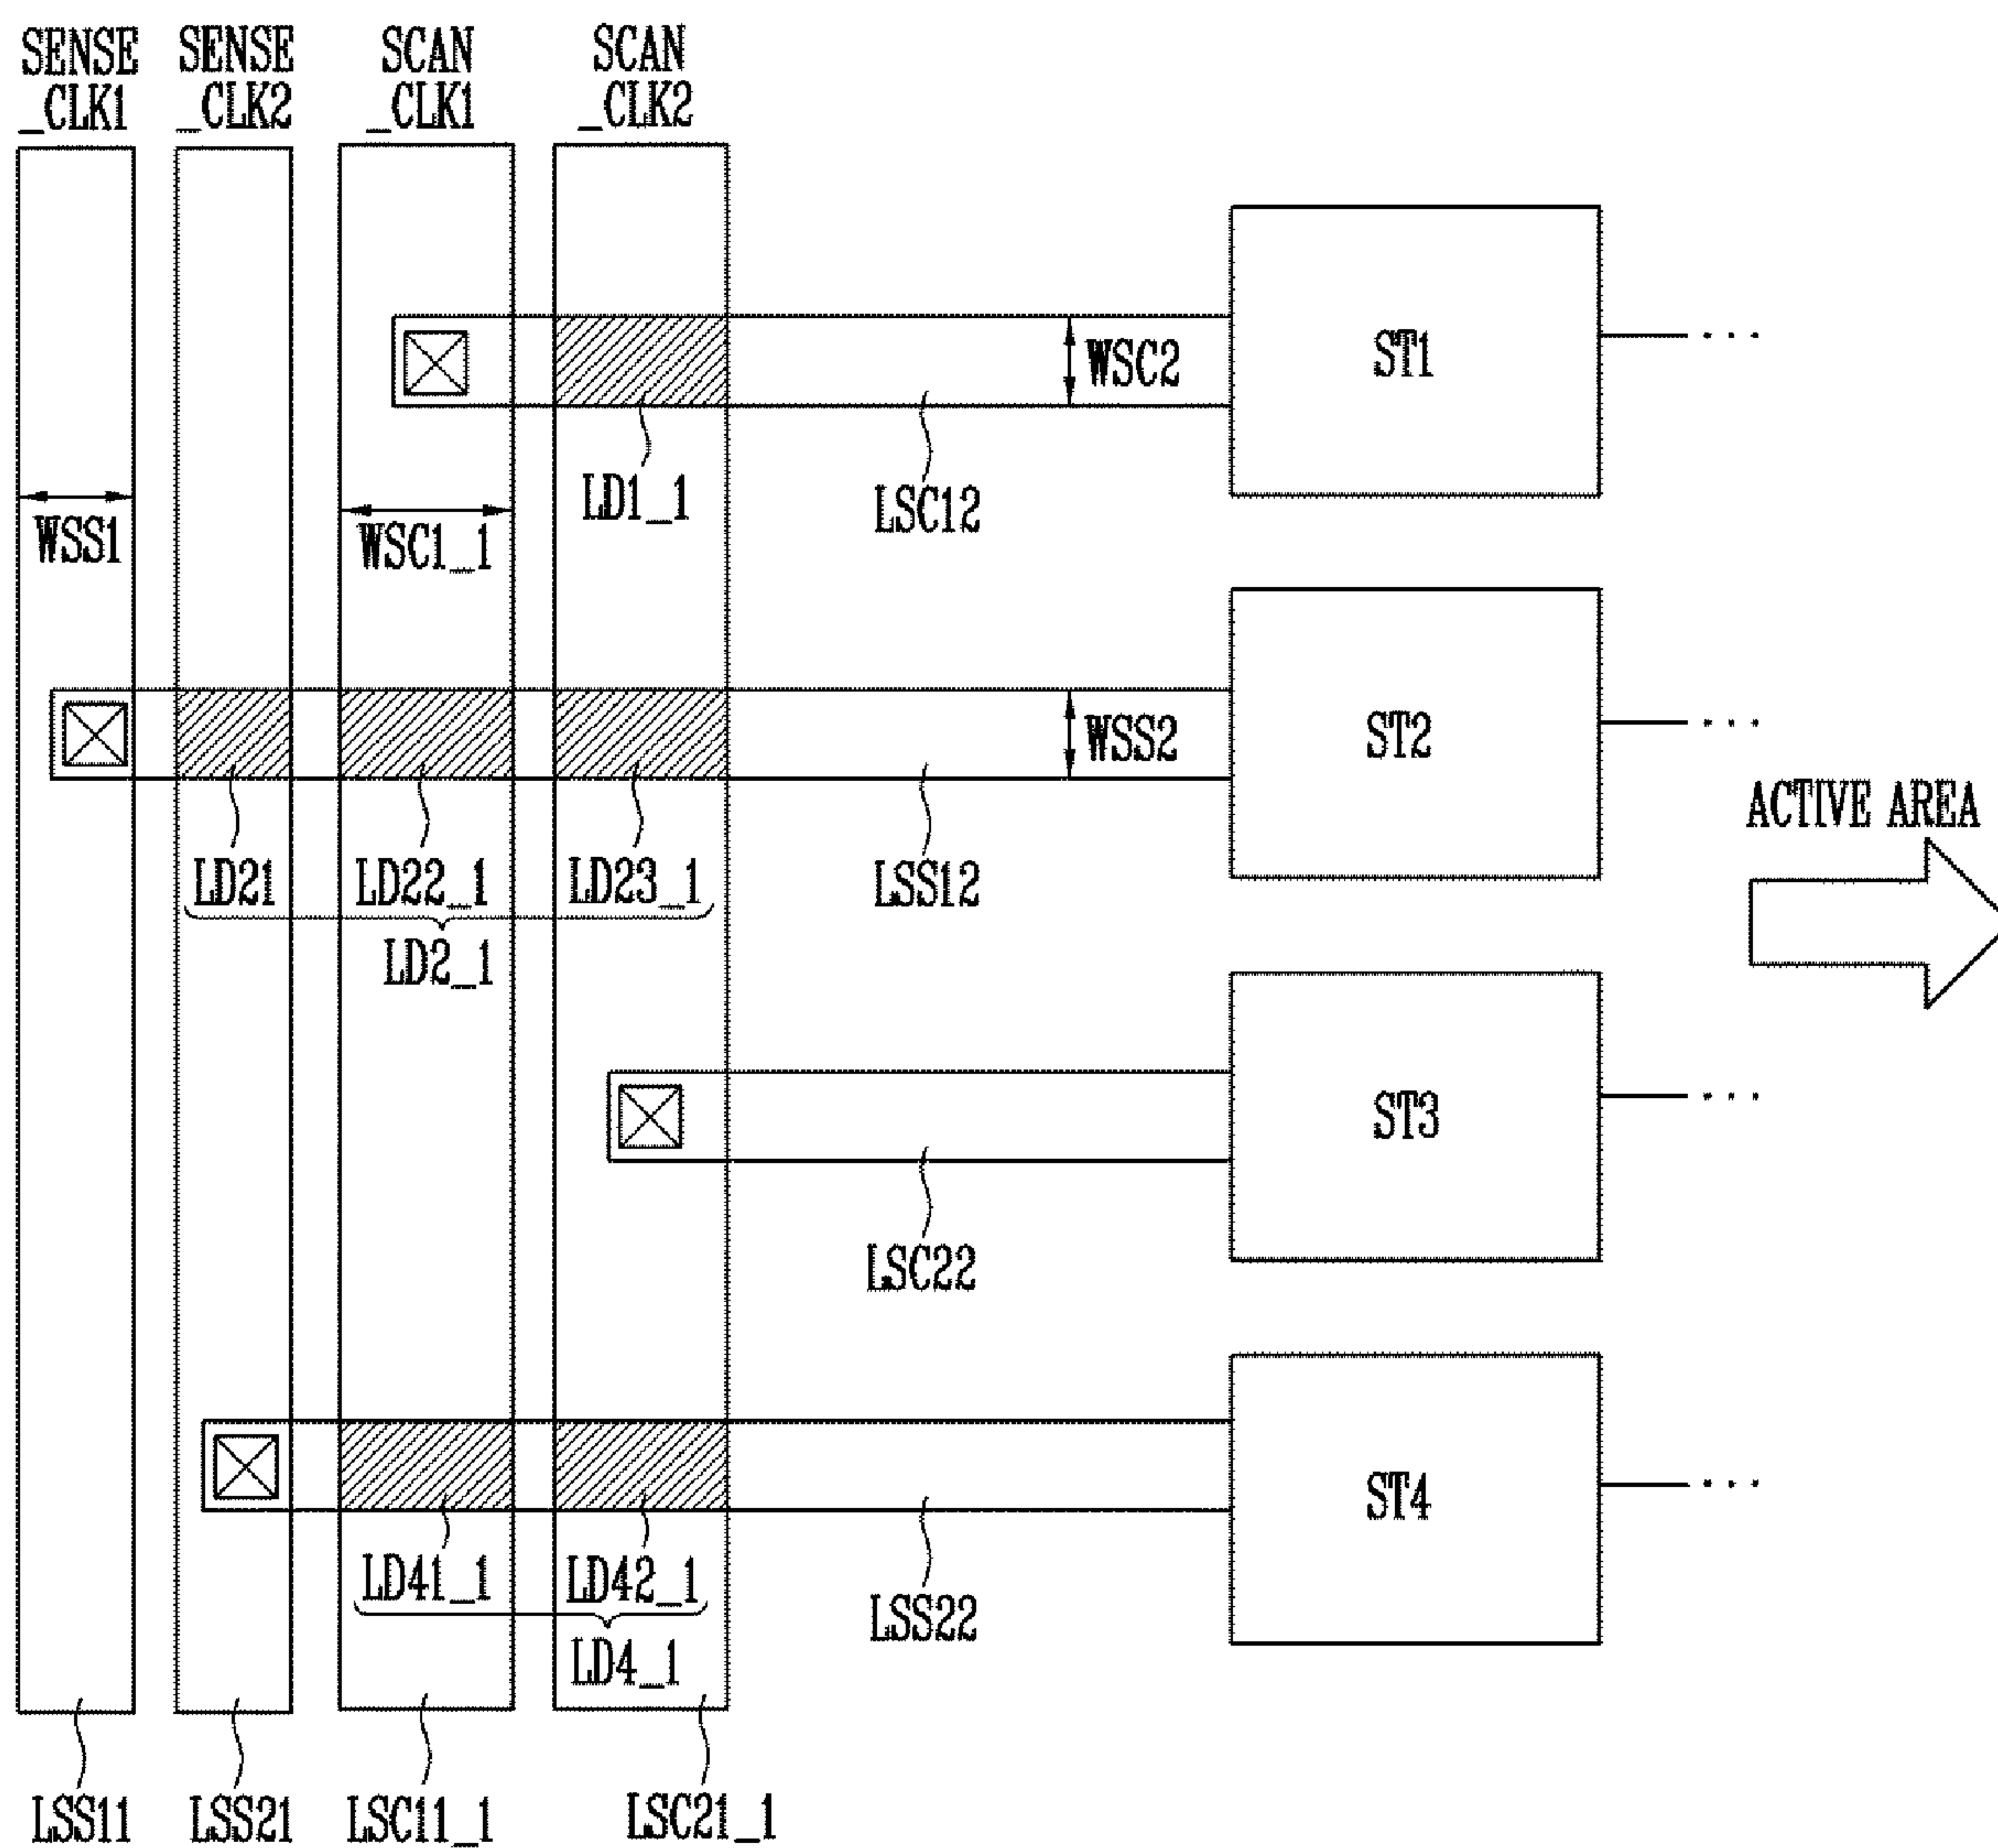 SENSE
_CLK1
SENSE
_CLK2
SCAN
_CLK1
SCAN
_CLK2
ST1
WSC2
LD1_1
LSC12
WSS1
WSC1_1
ST2
WSS2
ACTIVE AREA
LD21
LD22_1
LD23_1
LSS12
LD2_1
ST3
LSC22
ST4
LD41_1
LD42_1
LSS22
LD4_1
LSS11
LSS21
LSC11_1
LSC21_1